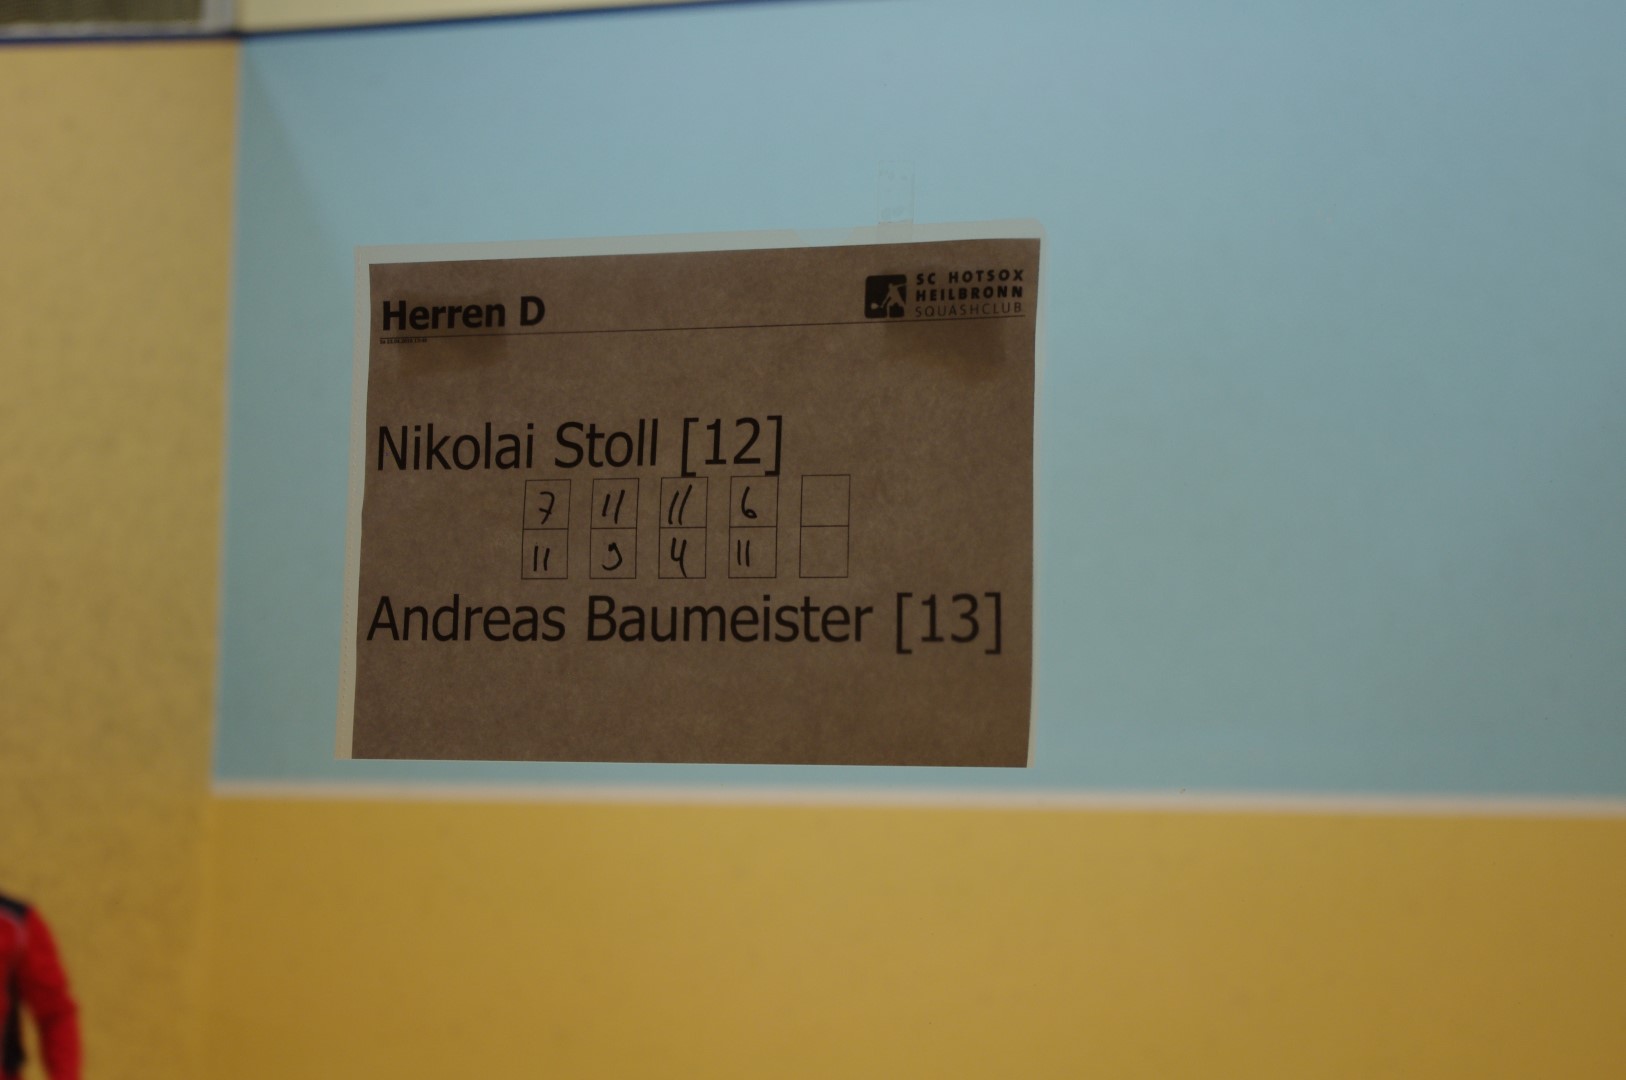 Herren D
SC HOTSOX
HEILBRONN
SQUASHCLUB
Nikolai Stoll [12]
7 11 11 6
11 9 4 11
Andreas Baumeister [13]